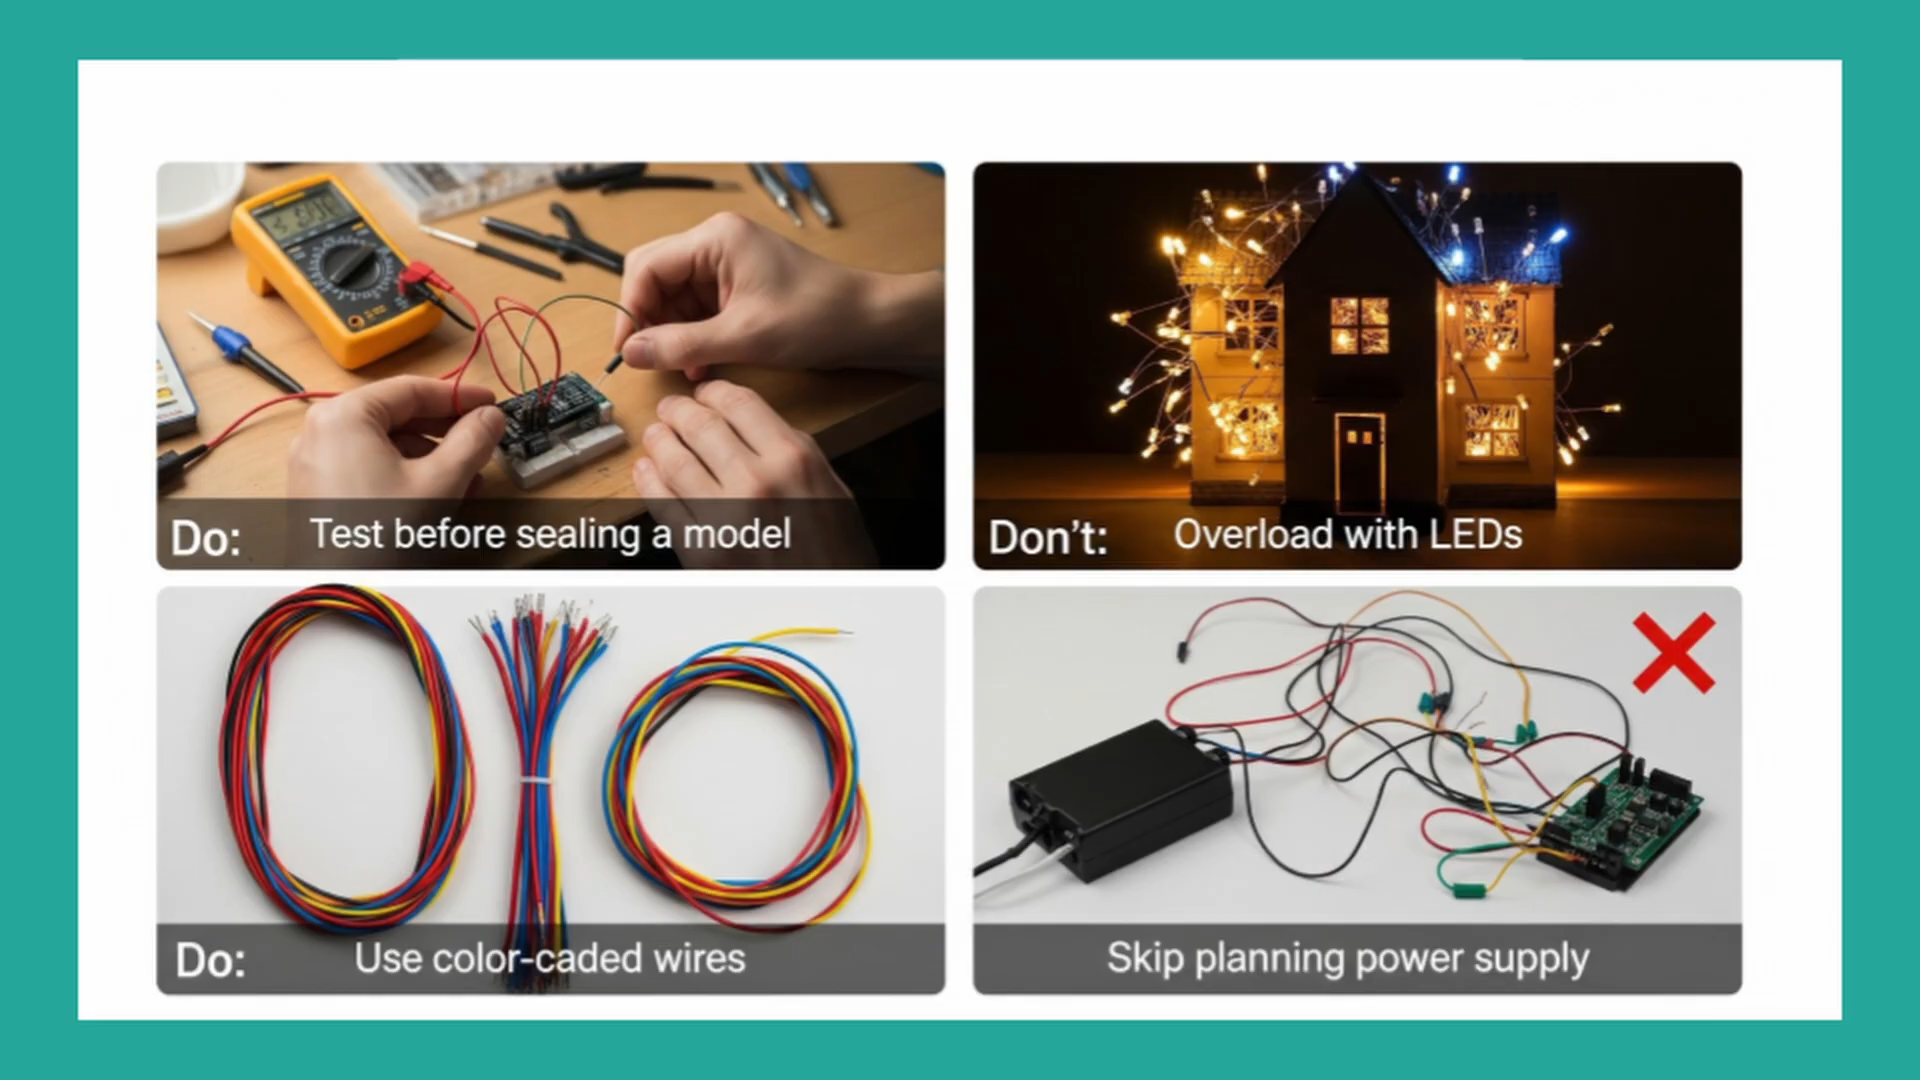 Do: Test before sealing a model
Don't: Overload with LEDs
Do: Use color-caded wires
Skip planning power supply